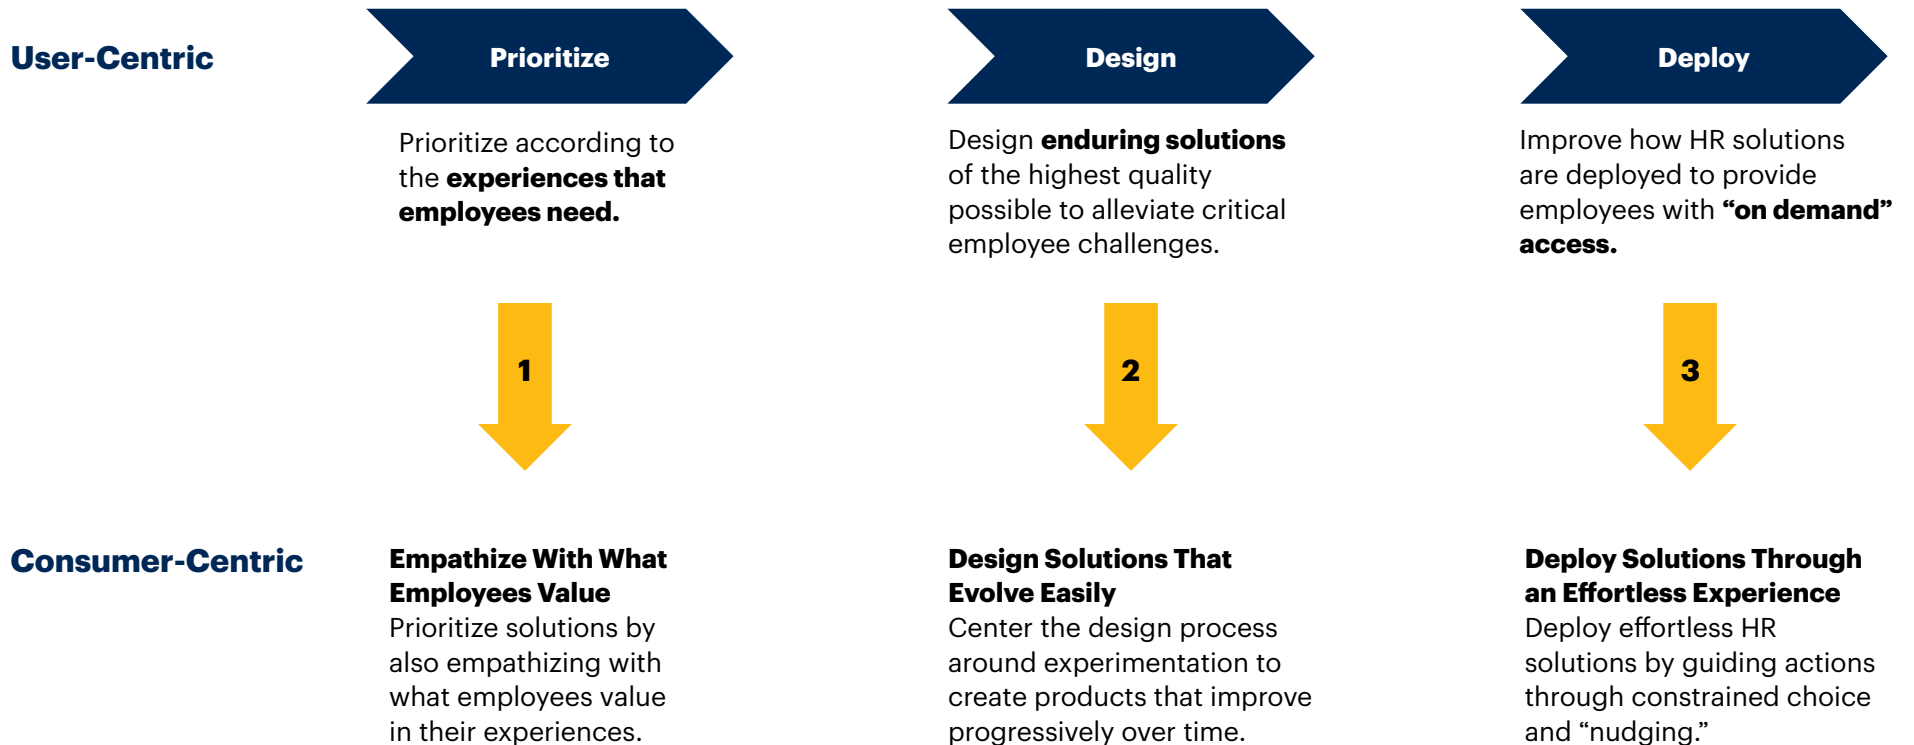 User-Centric
Prioritize
Design
Deploy
Prioritize according to
the experiences that
employees need.
Design enduring solutions
of the highest quality
possible to alleviate critical
employee challenges.
Improve how HR solutions
are deployed to provide
employees with “on demand”
access.
1
2
3
Consumer-Centric
Empathize With What
Employees Value
Prioritize solutions by
also empathizing with
what employees value
in their experiences.
Design Solutions That
Evolve Easily
Center the design process
around experimentation to
create products that improve
progressively over time.
Deploy Solutions Through
an Effortless Experience
Deploy effortless HR
solutions by guiding actions
through constrained choice
and “nudging.”